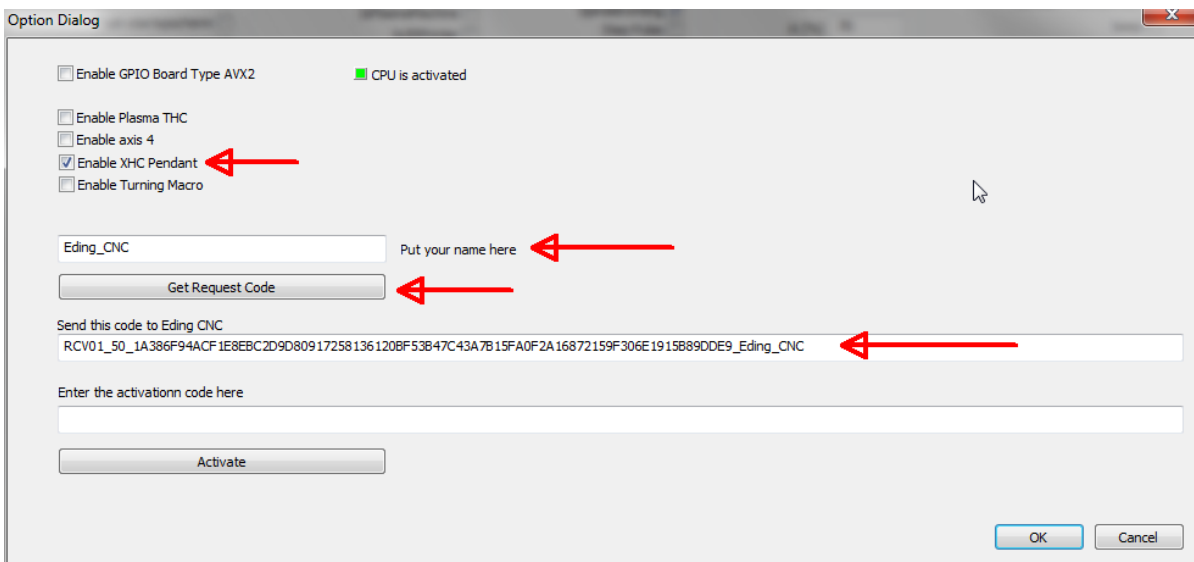 Option Dialog
Enable GPIO Board Type AVX2
CPU is activated
Enable Plasma THC
Enable axis 4
Enable XHC Pendant
Enable Turning Macro
Eding_CNC
Put your name here
Get Request Code
Send this code to Eding CNC
RCV01_50_1A386F94ACF1E8EBC2D9D80917258136120BF53B47C43A7B15FA0F2A16872159F306E1915B89DDE9_Eding_CNC
Enter the activationn code here
Activate
OK
Cancel